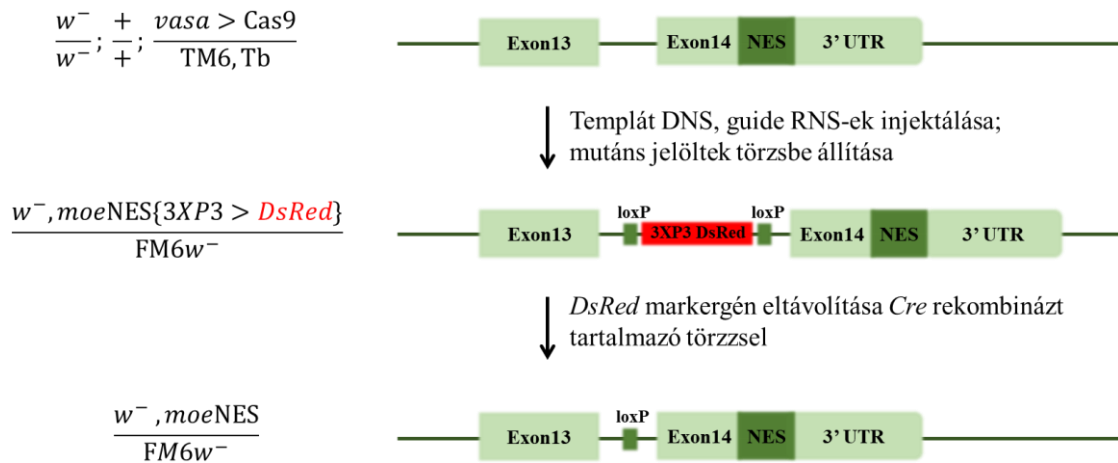 w⁻/w⁻; +/+; vasa > Cas9/TM6, Tb
Exon13 Exon14 NES 3’ UTR
Templát DNS, guide RNS-ek injektálása;
mutáns jelöltek törzsbe állítása
w⁻, moeNES{3XP3 > DsRed}/FM6w⁻
loxP loxP
Exon13 3XP3 DsRed Exon14 NES 3’ UTR
DsRed markergén eltávolítása Cre rekombinázt
tartalmazó törzzsel
w⁻, moeNES/FM6w⁻
loxP
Exon13 Exon14 NES 3’ UTR